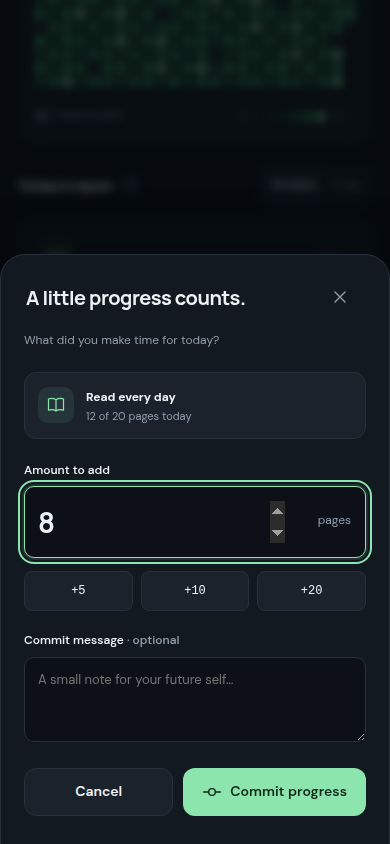 A little progress counts.
What did you make time for today?
Read every day
12 of 20 pages today
Amount to add
8
pages
+5
+10
+20
Commit message · optional
A small note for your future self…
Cancel
Commit progress